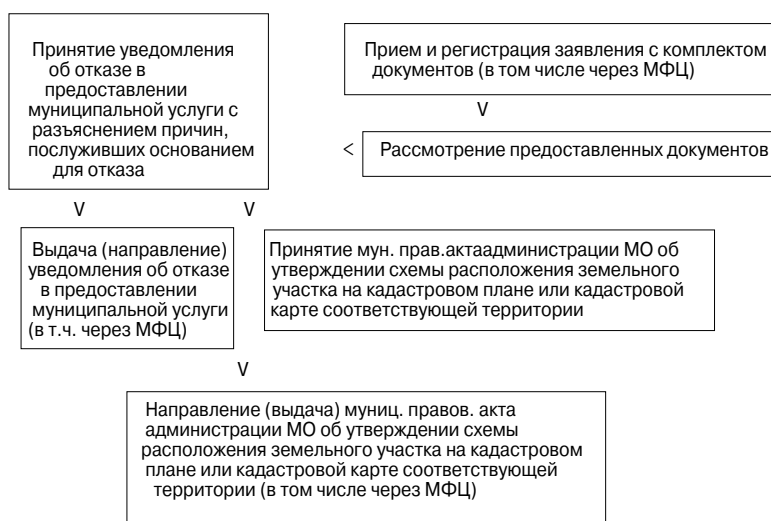 Принятие уведомления
об отказе в
предоставлении
муниципальной услуги с
разъяснением причин,
послуживших основанием
для отказа
Прием и регистрация заявления с комплектом
документов (в том числе через МФЦ)
V
< Рассмотрение предоставленных документов
V V
Выдача (направление)
уведомления об отказе
в предоставлении
муниципальной услуги
(в т.ч. через МФЦ)
Принятие мун. прав.актаадминистрации МО об
утверждении схемы расположения земельного
участка на кадастровом плане или кадастровой
карте соответствующей территории
V
Направление (выдача) муниц. правов. акта
администрации МО об утверждении схемы
расположения земельного участка на кадастровом
плане или кадастровой карте соответствующей
территории (в том числе через МФЦ)